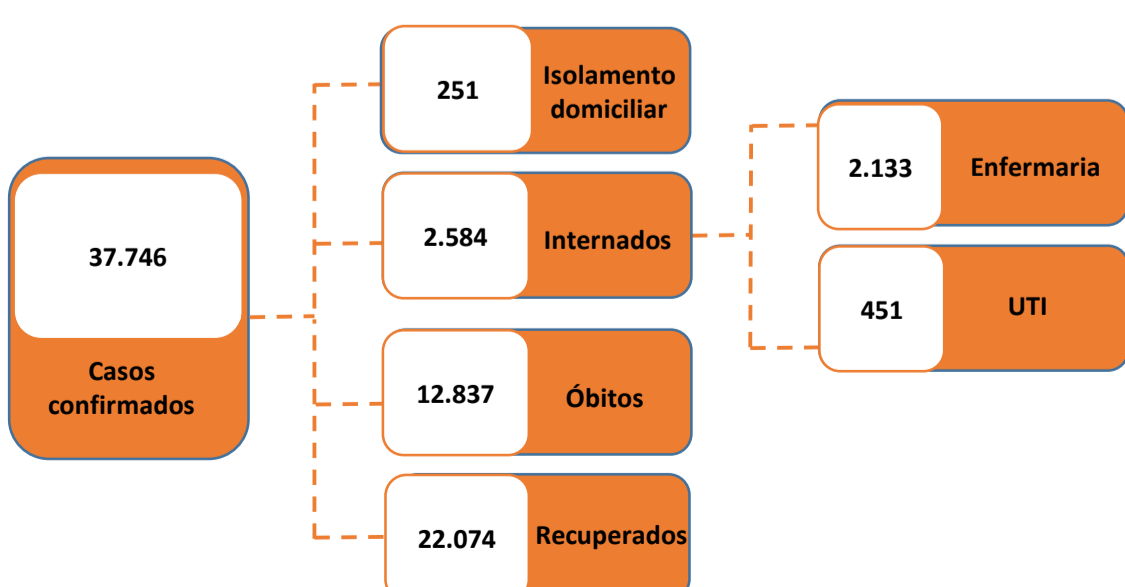 37.746
Casos
confirmados
251
Isolamento
domiciliar
2.584
Internados
12.837
Óbitos
22.074
Recuperados
2.133
Enfermaria
451
UTI